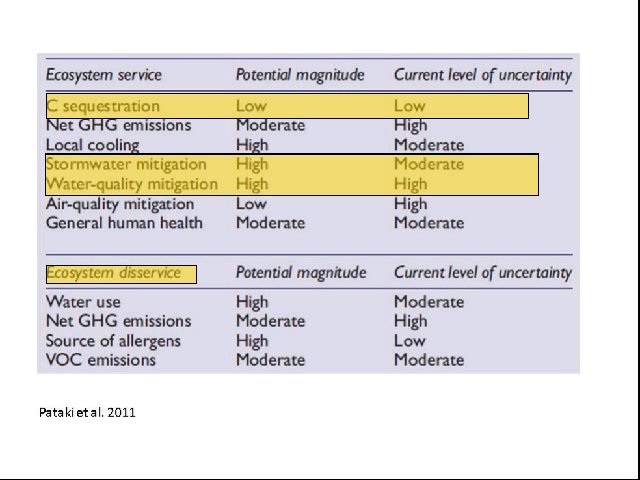 Ecosystem service Potential magnitude Current level of uncertainty
C sequestration Low Low
Net GHG emissions Moderate High
Local cooling High Moderate
Stormwater mitigation High Moderate
Water-quality mitigation High High
Air-quality mitigation Low High
General human health Moderate Moderate
Ecosystem disservice Potential magnitude Current level of uncertainty
Water use High Moderate
Net GHG emissions Moderate High
Source of allergens High Low
VOC emissions Moderate Moderate
Pataki et al. 2011